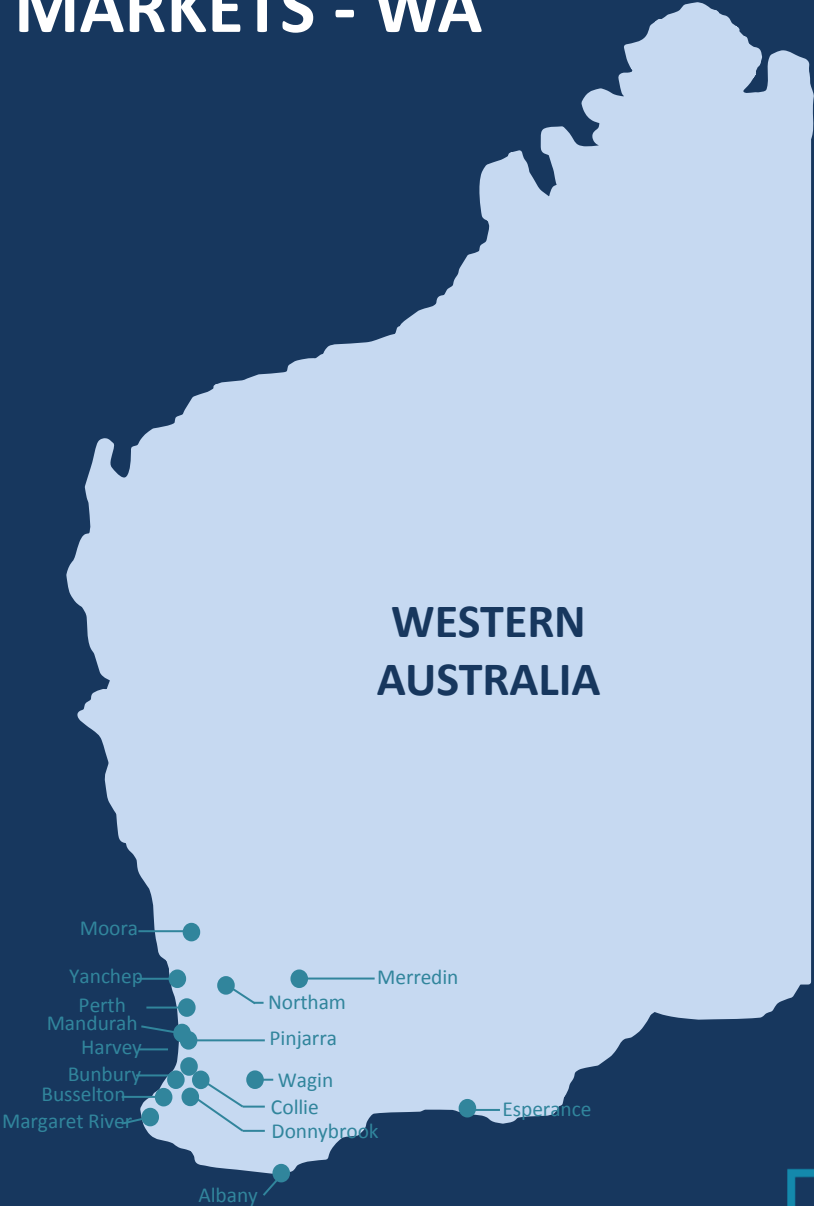 MARKETS - WA
WESTERN
AUSTRALIA
Moora
Yanchep
Merredin
Northam
Perth
Mandurah
Pinjarra
Harvey
Bunbury
Wagin
Busselton
Collie
Esperance
Margaret River
Donnybrook
Albany